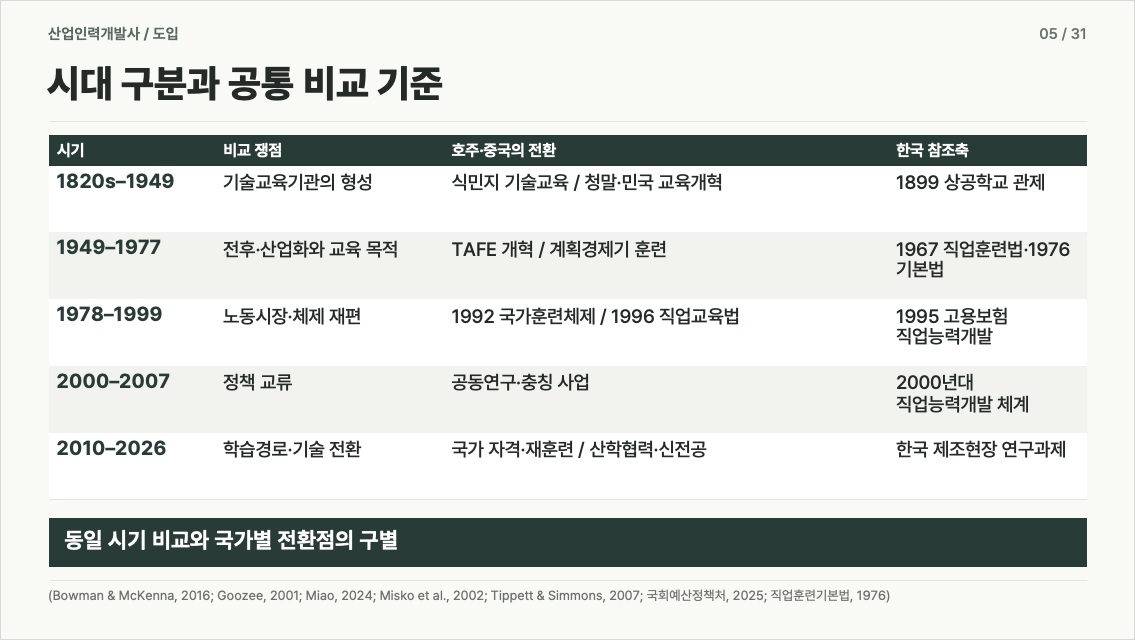 산업인력개발사 / 도입
05 / 31
시대 구분과 공통 비교 기준
시기 비교 쟁점 호주·중국의 전환 한국 참조축
1820s–1949 기술교육기관의 형성 식민지 기술교육 / 청말·민국 교육개혁 1899 상공학교 관제
1949–1977 전후·산업화와 교육 목적 TAFE 개혁 / 계획경제기 훈련 1967 직업훈련법·1976
기본법
1978–1999 노동시장·체제 재편 1992 국가훈련체제 / 1996 직업교육법 1995 고용보험
직업능력개발
2000–2007 정책 교류 공동연구·충칭 사업 2000년대
직업능력개발 체계
2010–2026 학습경로·기술 전환 국가 자격·재훈련 / 산학협력·신전공 한국 제조현장 연구과제
동일 시기 비교와 국가별 전환점의 구별
(Bowman & McKenna, 2016; Goozee, 2001; Miao, 2024; Misko et al., 2002; Tippett & Simmons, 2007; 국회예산정책처, 2025; 직업훈련기본법, 1976)